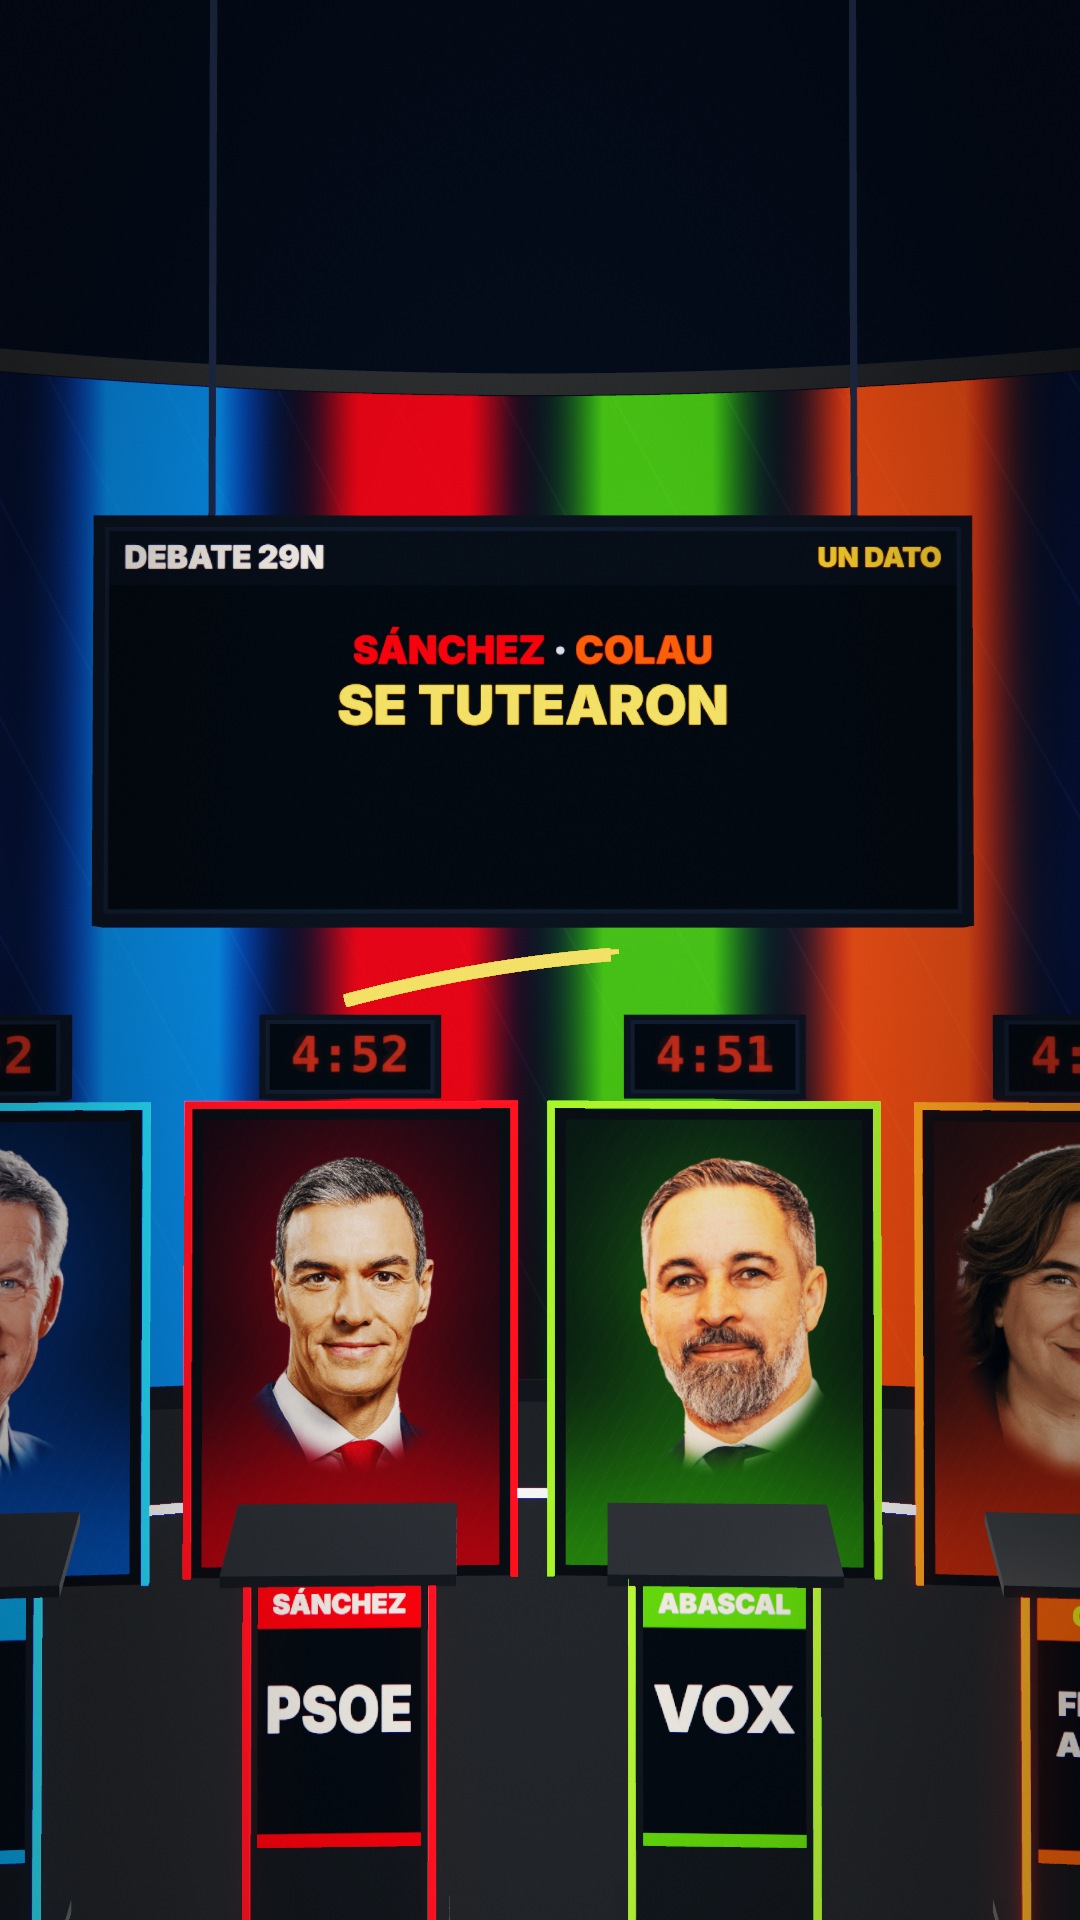 DEBATE 29N
UN DATO
SÁNCHEZ · COLAU
SE TUTEARON
4:52
4:51
SÁNCHEZ
ABASCAL
PSOE
VOX